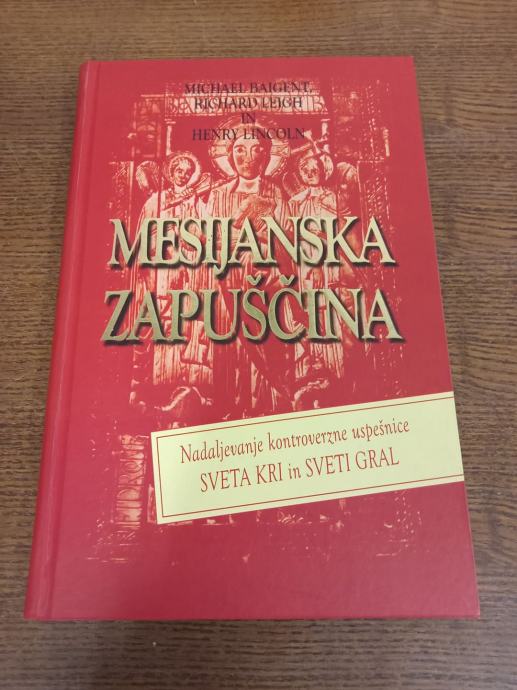 MICHAEL BAIGENT,
RICHARD LEIGH
IN
HENRY LINCOLN
MESIJANSKA
ZAPUŠČINA
Nadaljevanje kontroverzne uspešnice
SVETA KRI in SVETI GRAL